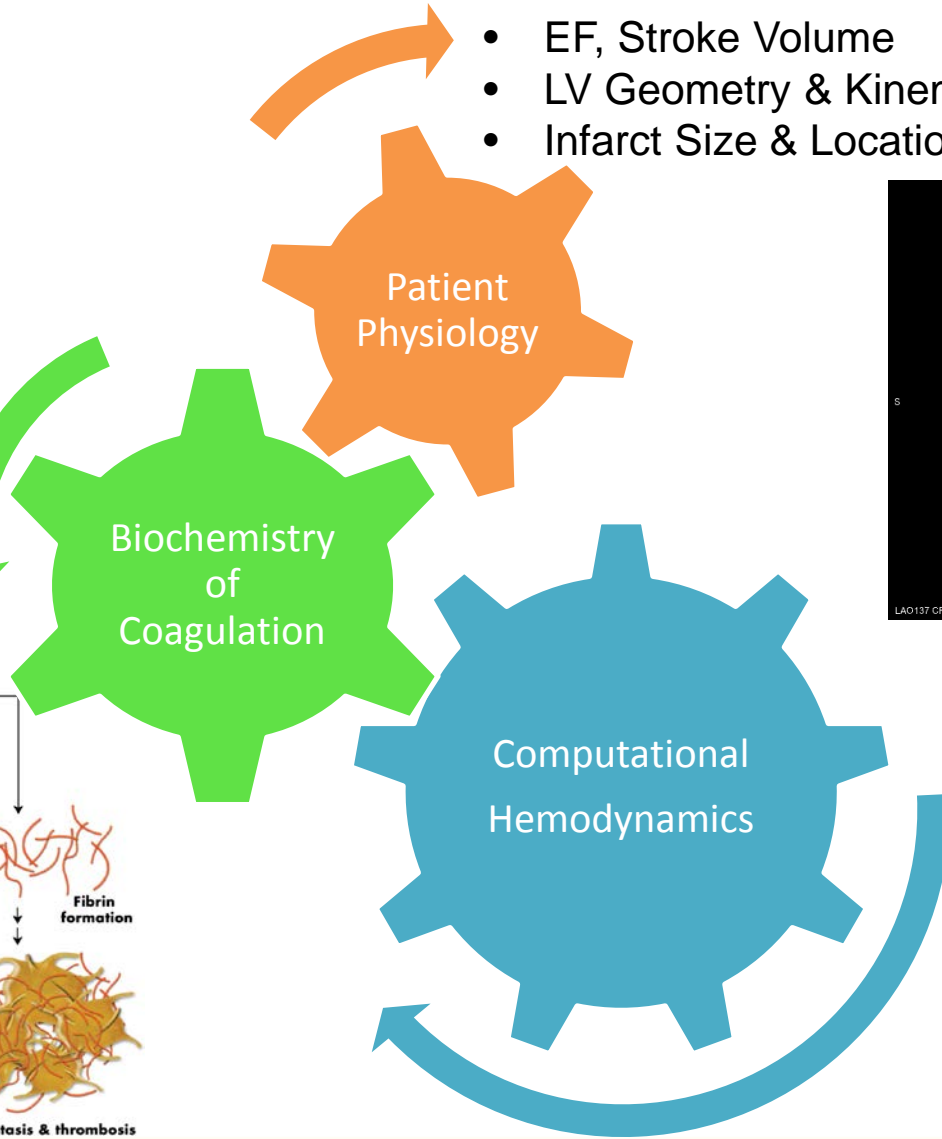 • EF, Stroke Volume
• LV Geometry & Kiner
• Infarct Size & Locatio
Patient
Physiology
S
Biochemistry
of
Coagulation
LAO137 CR
Computational
Hemodynamics
Fibrin
formation
tasis & thrombosis